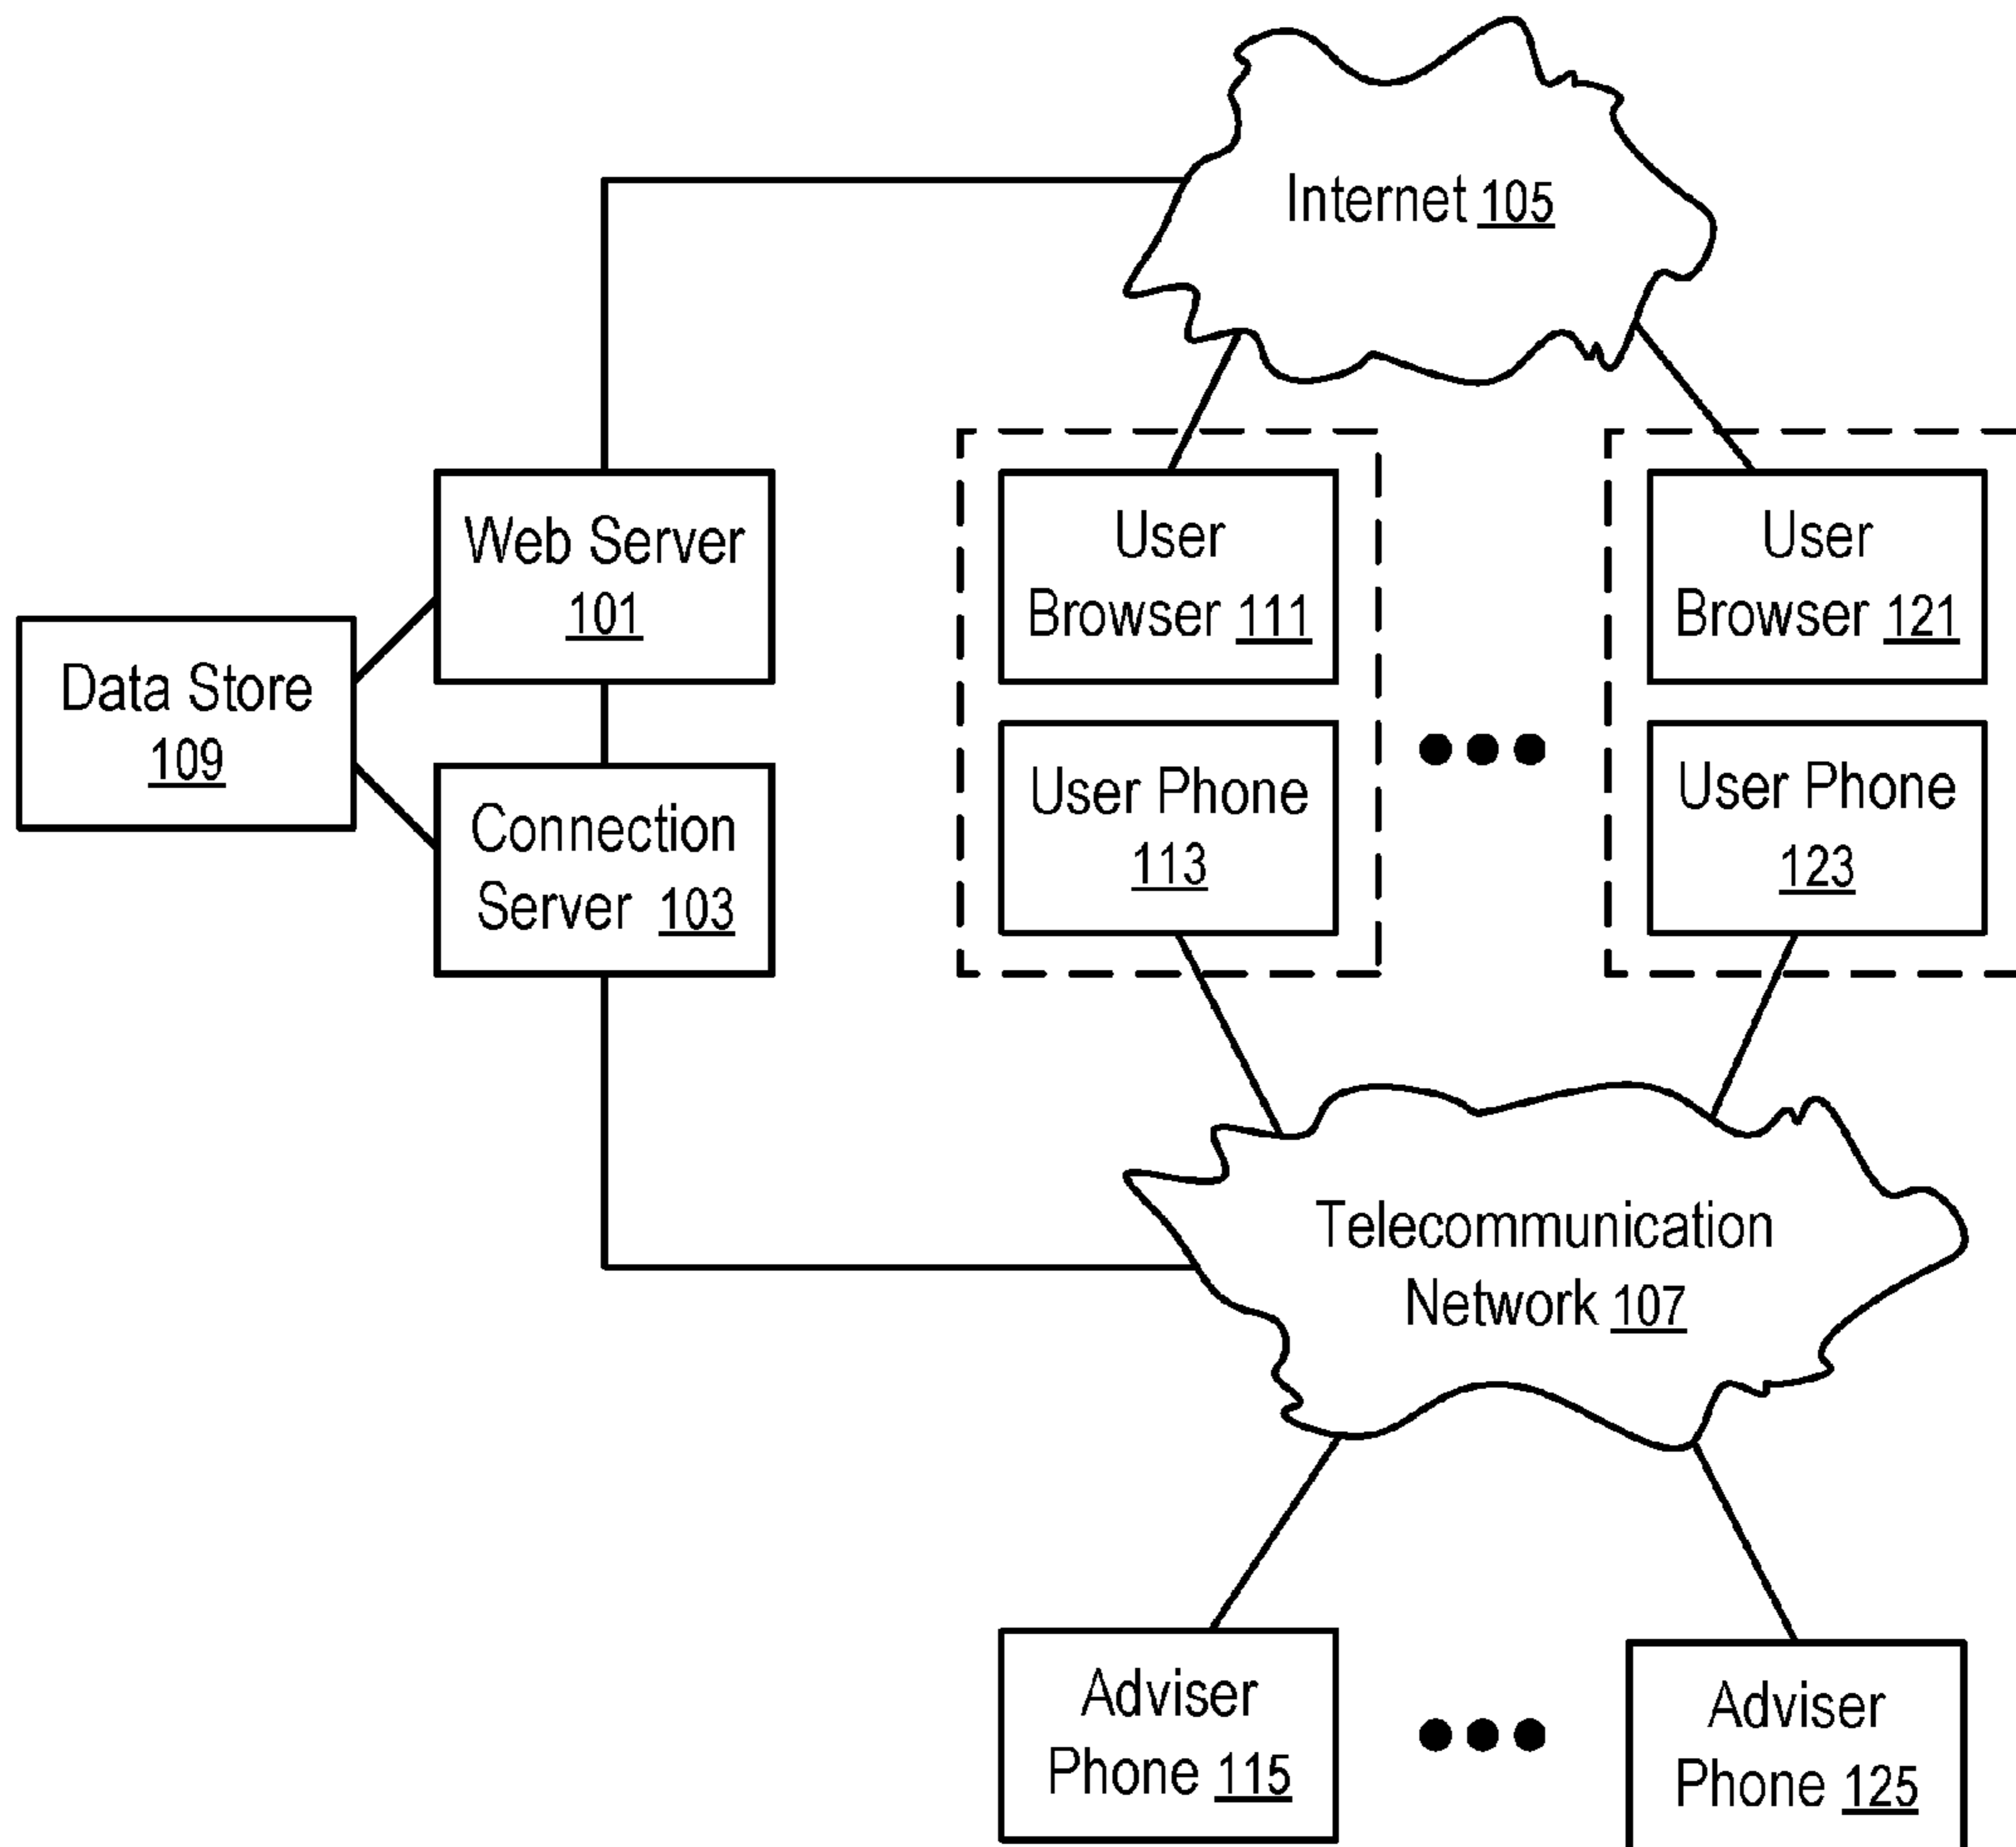 Internet 105
Web Server
101
User
Browser 111
User
Browser 121
Data Store
109
Connection
Server 103
User Phone
113
User Phone
123
Telecommunication
Network 107
Adviser
Phone 115
Adviser
Phone 125